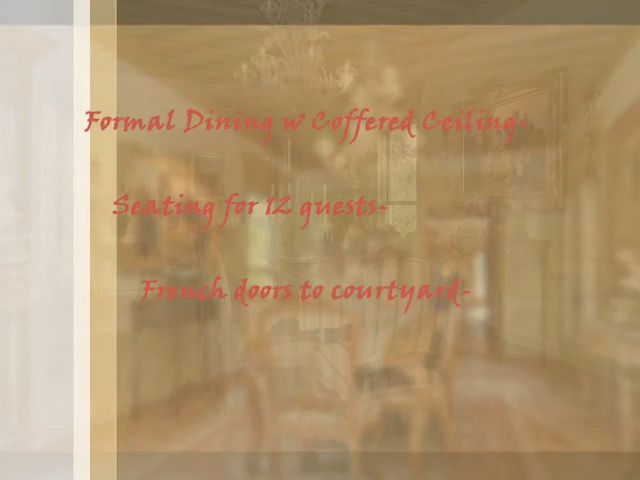 Formal Dining w Coffered Ceiling-
Seating for 12 guests-
French doors to courtyard-